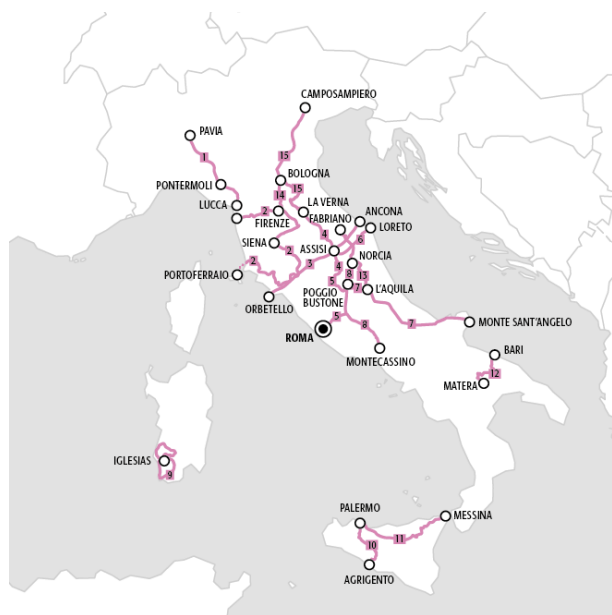 CAMPOSAMPIERO
PAVIA
1
15
BOLOGNA
PONTERMOLI
14
15
LA VERNA
LUCCA
2
FIRENZE
FABRIANO
ANCONA
LORETO
4
6
SIENA
2
ASSISI
3
NORCIA
PORTOFERRAIO
2
4
8
13
5
7
L'AQUILA
POGGIO
BUSTONE
ORBETELLO
5
8
7
MONTE SANT'ANGELO
ROMA
MONTECASSINO
BARI
12
MATERA
IGLESIAS
9
PALERMO
MESSINA
11
10
AGRIGENTO